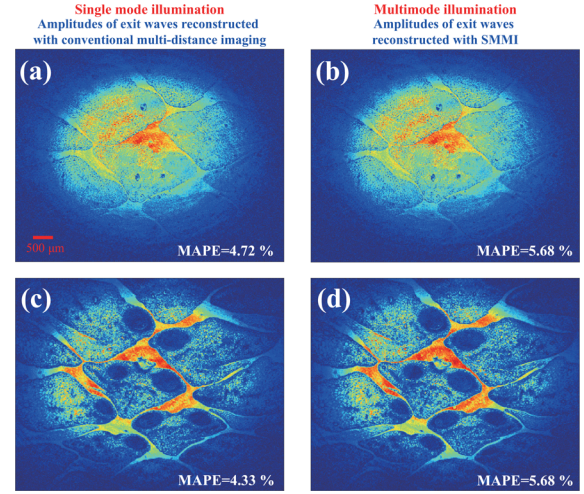 Single mode illumination
Amplitudes of exit waves reconstructed
with conventional multi-distance imaging
Multimode illumination
Amplitudes of exit waves
reconstructed with SMMI
(a)
500 μm
MAPE=4.72 %
(b)
MAPE=5.68 %
(c)
MAPE=4.33 %
(d)
MAPE=5.68 %